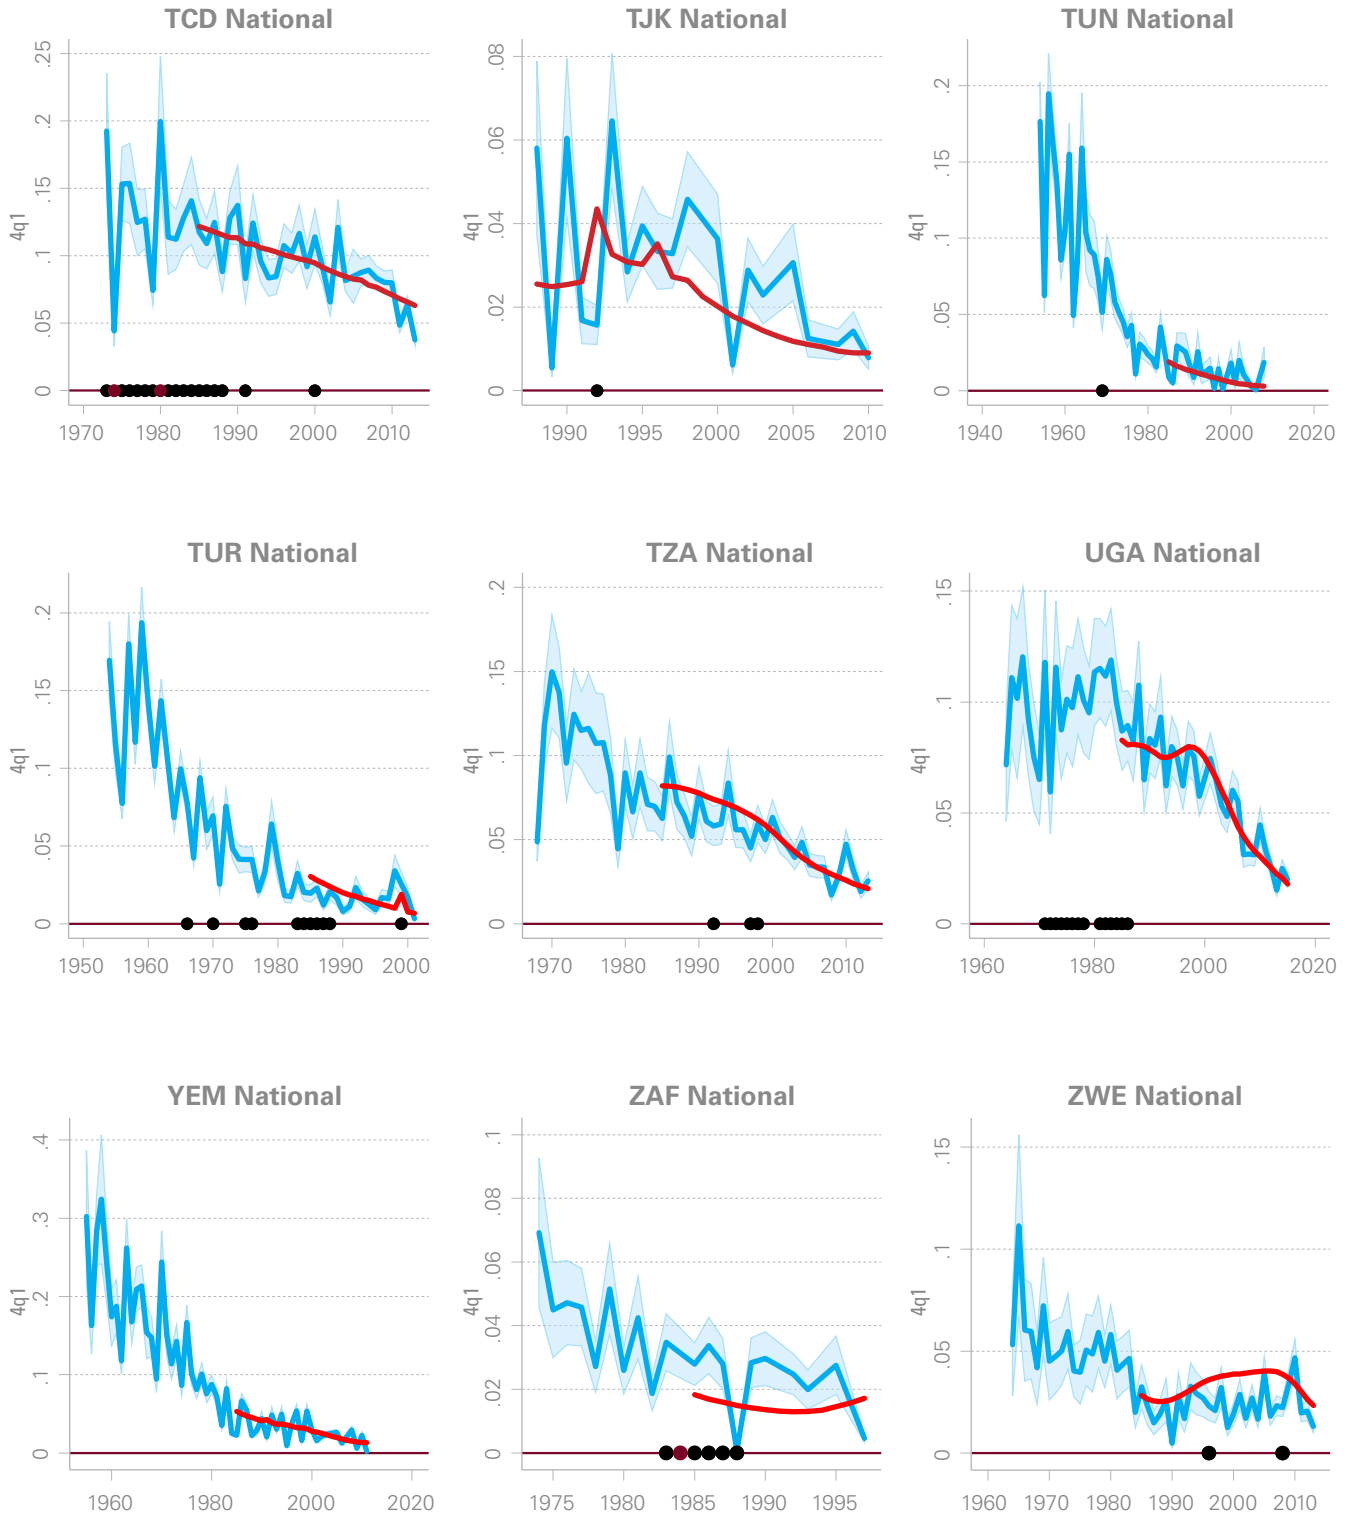 TCD National
TJK National
TUN National
.25
.2
.15
.1
.05
0
4q1
1970 1980 1990 2000 2010
.08
.06
.04
.02
0
4q1
1990 1995 2000 2005 2010
.2
.15
.1
.05
0
4q1
1940 1960 1980 2000 2020
TUR National
TZA National
UGA National
.2
.15
.1
.05
0
4q1
1950 1960 1970 1980 1990 2000
.2
.15
.1
.05
0
4q1
1970 1980 1990 2000 2010
.15
.1
.05
0
4q1
1960 1980 2000 2020
YEM National
ZAF National
ZWE National
.4
.3
.2
.1
0
4q1
1960 1980 2000 2020
.1
.08
.06
.04
.02
0
4q1
1975 1980 1985 1990 1995
.15
.1
.05
0
4q1
1960 1970 1980 1990 2000 2010